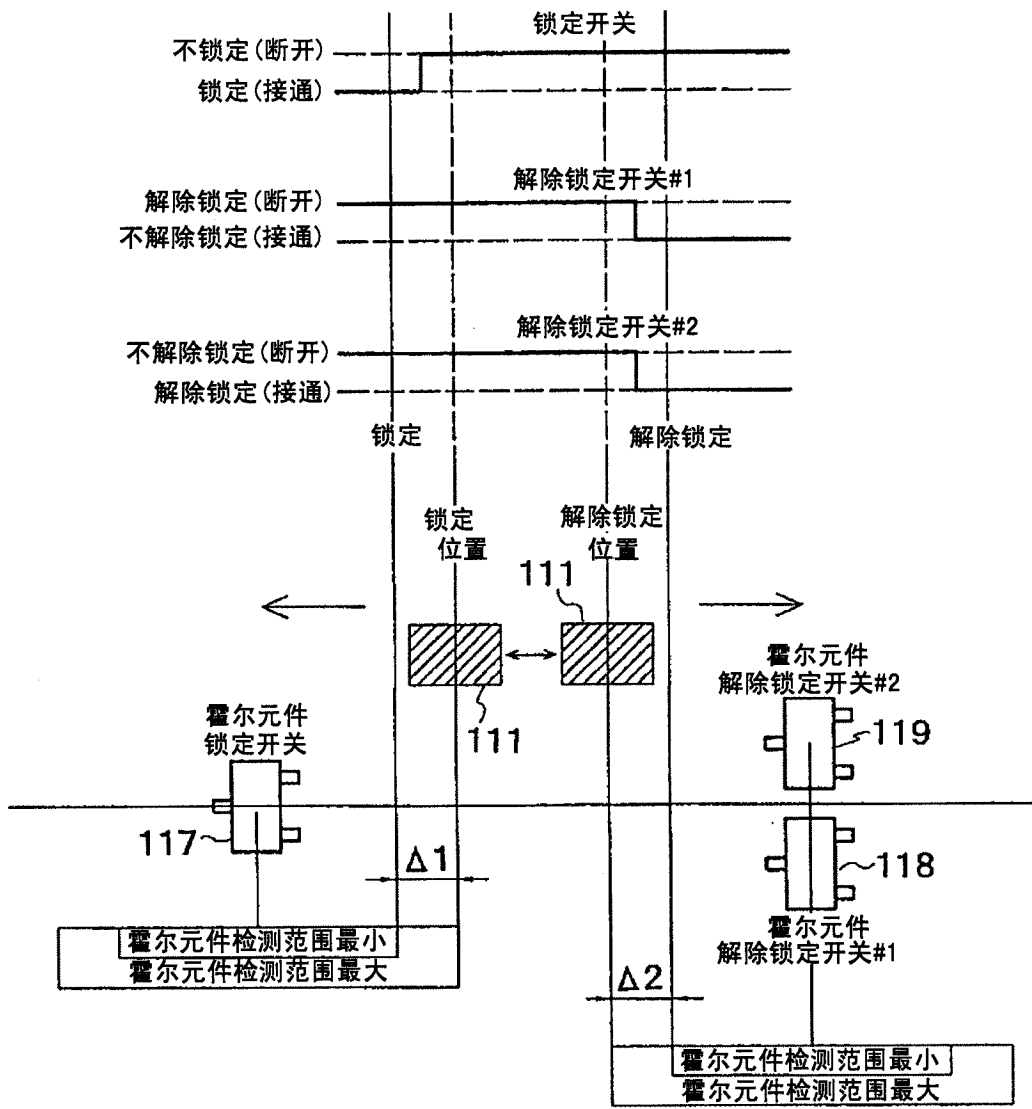 锁定开关
不锁定(断开)
锁定(接通)
解除锁定开关#1
解除锁定(断开)
不解除锁定(接通)
解除锁定开关#2
不解除锁定(断开)
解除锁定(接通)
锁定
解除锁定
锁定
位置
解除锁定
位置
111
111
霍尔元件
锁定开关
117
霍尔元件
解除锁定开关#2
119
118
霍尔元件
解除锁定开关#1
Δ1
霍尔元件检测范围最小
霍尔元件检测范围最大
Δ2
霍尔元件检测范围最小
霍尔元件检测范围最大